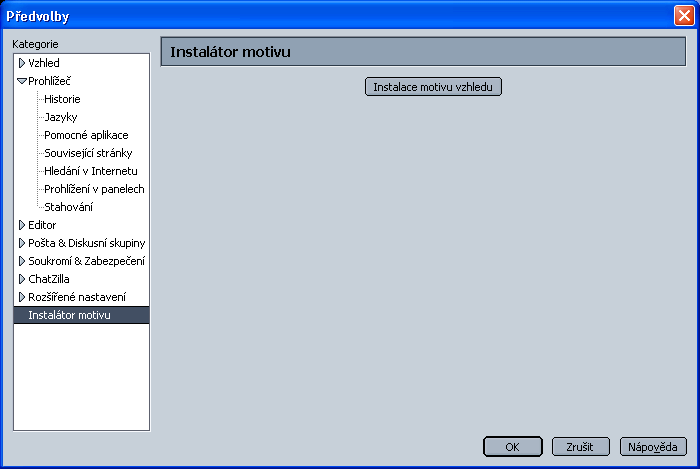 Předvolby
Kategorie
Vzhled
Prohlížeč
Historie
Jazyky
Pomocné aplikace
Související stránky
Hledání v Internetu
Prohlížení v panelech
Stahování
Editor
Pošta & Diskusní skupiny
Soukromí & Zabezpečení
ChatZilla
Rozšířené nastavení
Instalátor motivu
Instalátor motivu
Instalace motivu vzhledu
OK
Zrušit
Nápověda